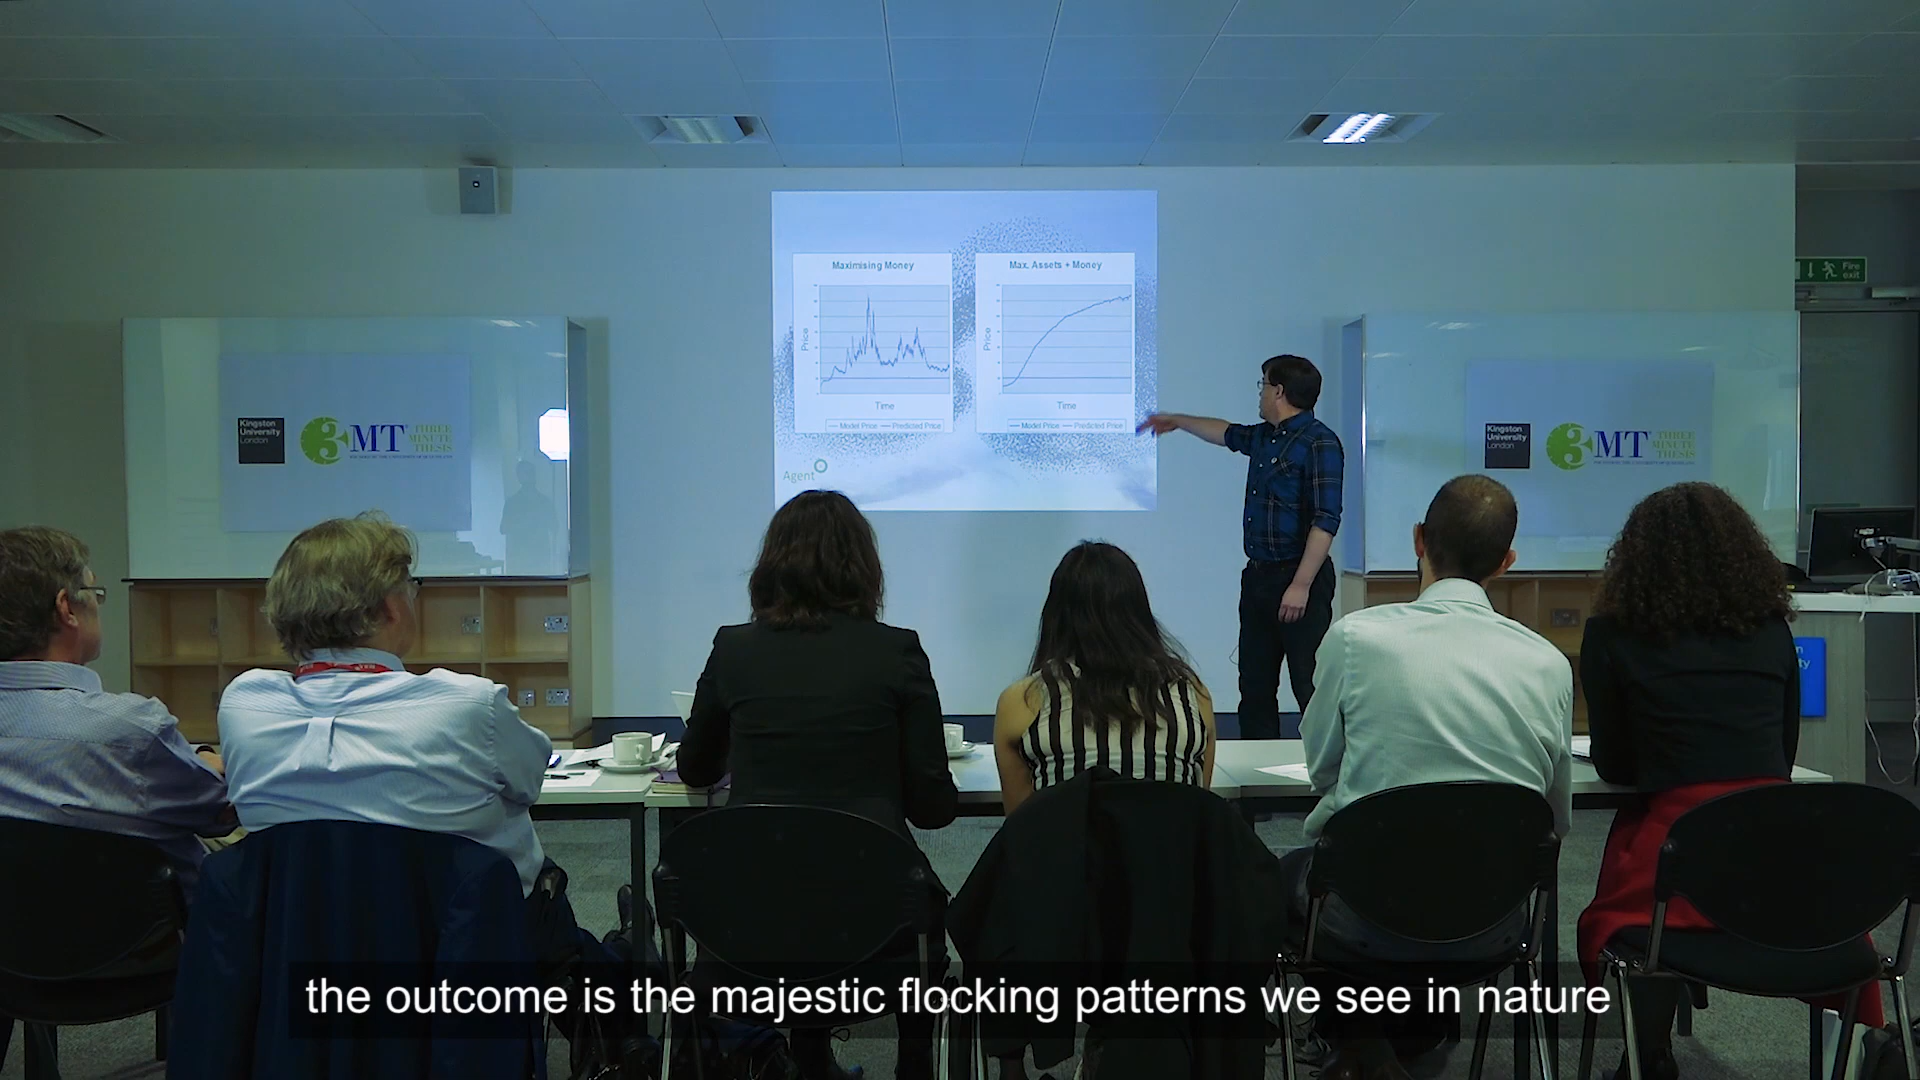 Maximising Money
Price
Time
Model Price
Predicted Price
Max. Assets + Money
Price
Time
Model Price
Predicted Price
Agent
Fire
exit
Kingston
University
London
3MT
THREE
MINUTE
THESIS
Kingston
University
London
3MT
THREE
MINUTE
THESIS
the outcome is the majestic flocking patterns we see in nature